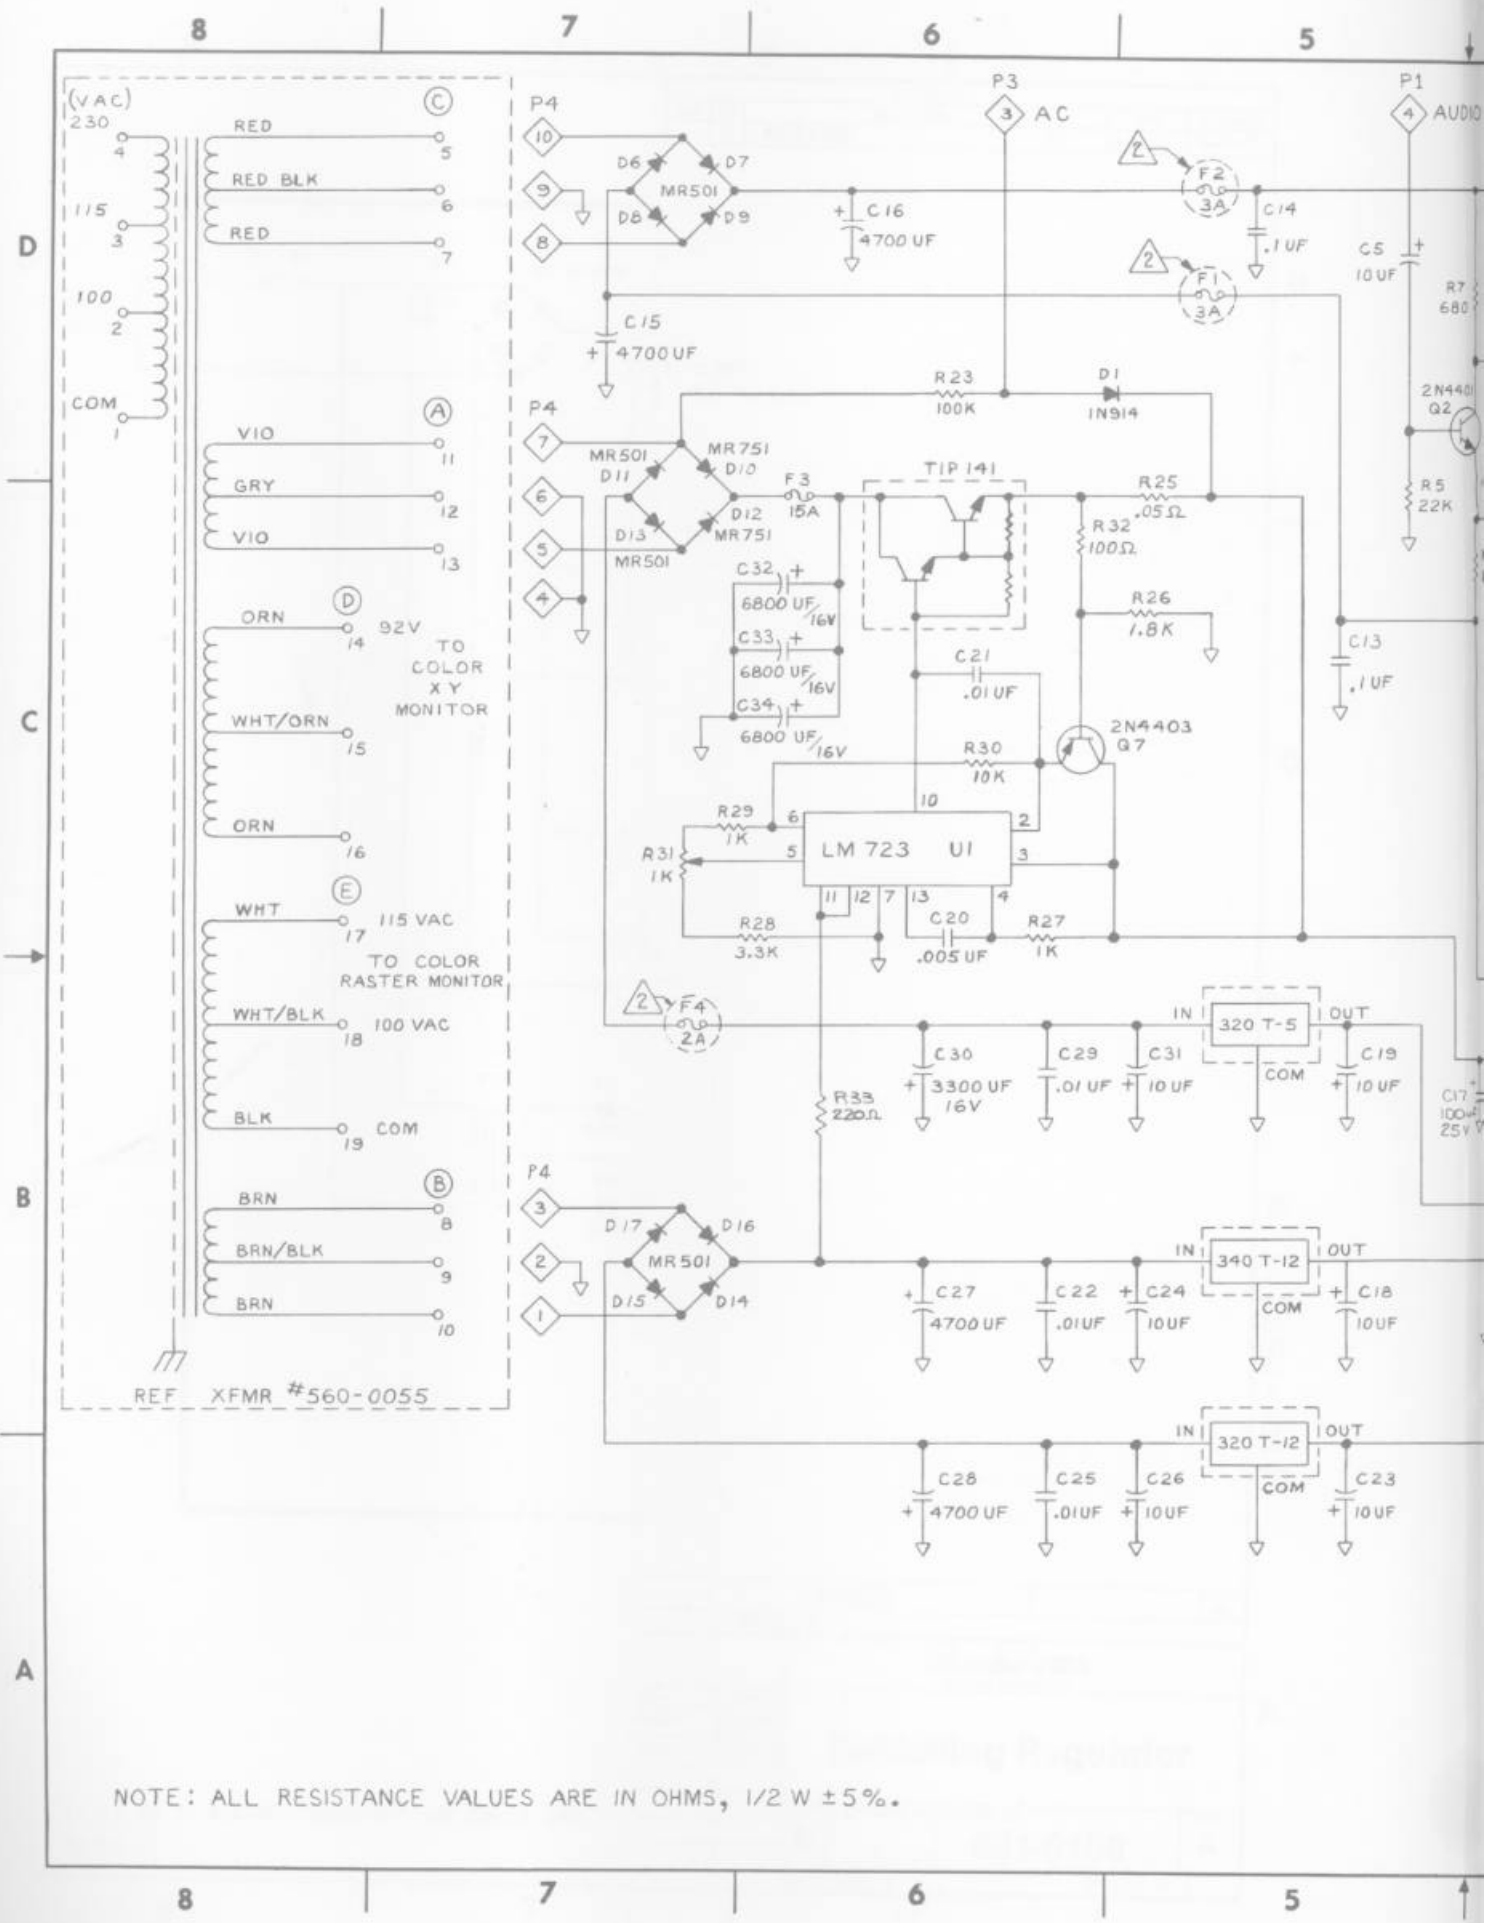 8 7 6 5
(VAC)
230
4
115
3
100
2
COM
1
RED
5
RED BLK
6
RED
7
C
VIO
11
GRY
12
VIO
13
A
ORN
14 92V
D
TO
COLOR
XY
MONITOR
WHT/ORN
15
ORN
16
E
WHT
17 115 VAC
TO COLOR
RASTER MONITOR
WHT/BLK
18 100 VAC
BLK
19 COM
B
BRN
8
BRN/BLK
9
BRN
10
REF XFMR #560-0055
P4
10
9
8
D6 D7
MR501
D8 D9
C16
4700 UF
C15
4700 UF
P3
3 AC
2
F2
3A
2
F1
3A
C14
.1 UF
P1
4 AUDIO
C5
10 UF
R7
680
2N4401
Q2
R5
22K
R23
100K
D1
1N914
P4
7
6
5
4
MR501
D11
MR751
D10
D13
MR501
D12
MR751
F3
15A
TIP 141
R25
.05Ω
R32
100Ω
R26
1.8K
C32
6800 UF/16V
C33
6800 UF/16V
C34
6800 UF/16V
C21
.01 UF
2N4403
Q7
R30
10K
C13
.1 UF
10
R29
1K
6
2
LM 723 U1
R31
1K
5
3
11 12 7 13 4
R28
3.3K
C20
.005 UF
R27
1K
2
F4
2A
C30
3300 UF
16V
C29
.01 UF
C31
10 UF
IN 320 T-5 OUT
COM
C19
10 UF
C17
25V
R33
220Ω
P4
3
2
1
D17 D16
MR501
D15 D14
C27
4700 UF
C22
.01UF
C24
10UF
IN 340 T-12 OUT
COM
C18
10UF
C28
4700 UF
C25
.01UF
C26
10UF
IN 320 T-12 OUT
COM
C23
10UF
D
C
B
A
NOTE: ALL RESISTANCE VALUES ARE IN OHMS, 1/2 W ±5%.
8 7 6 5